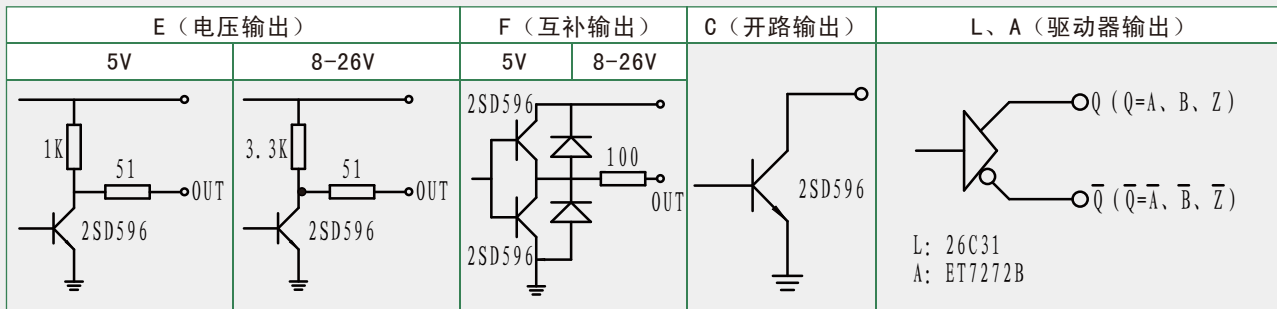 E（电压输出）
F（互补输出）
C（开路输出）
L、A（驱动器输出）
5V
8-26V
5V
8-26V
1K
51
OUT
2SD596
3.3K
51
OUT
2SD596
2SD596
100
OUT
2SD596
2SD596
Q（Q=A、B、Z）
Q̅（Q̅=A̅、B̅、Z̅）
L: 26C31
A: ET7272B